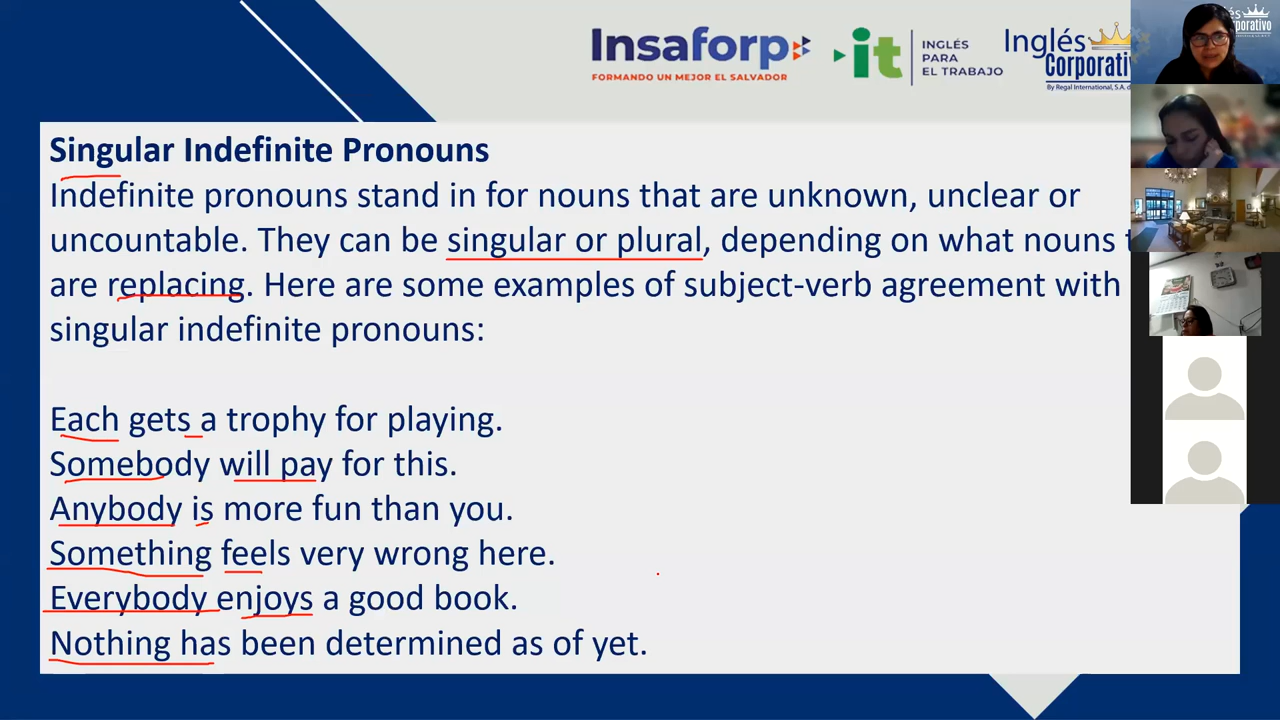 Insaforp
FORMANDO UN MEJOR EL SALVADOR
it
INGLÉS
PARA
EL TRABAJO
Inglés
Corporativ
By Regal International, S.A. d
és
orporativo
Singular Indefinite Pronouns
Indefinite pronouns stand in for nouns that are unknown, unclear or
uncountable. They can be singular or plural, depending on what nouns t
are replacing. Here are some examples of subject-verb agreement with
singular indefinite pronouns:
Each gets a trophy for playing.
Somebody will pay for this.
Anybody is more fun than you.
Something feels very wrong here.
Everybody enjoys a good book.
Nothing has been determined as of yet.